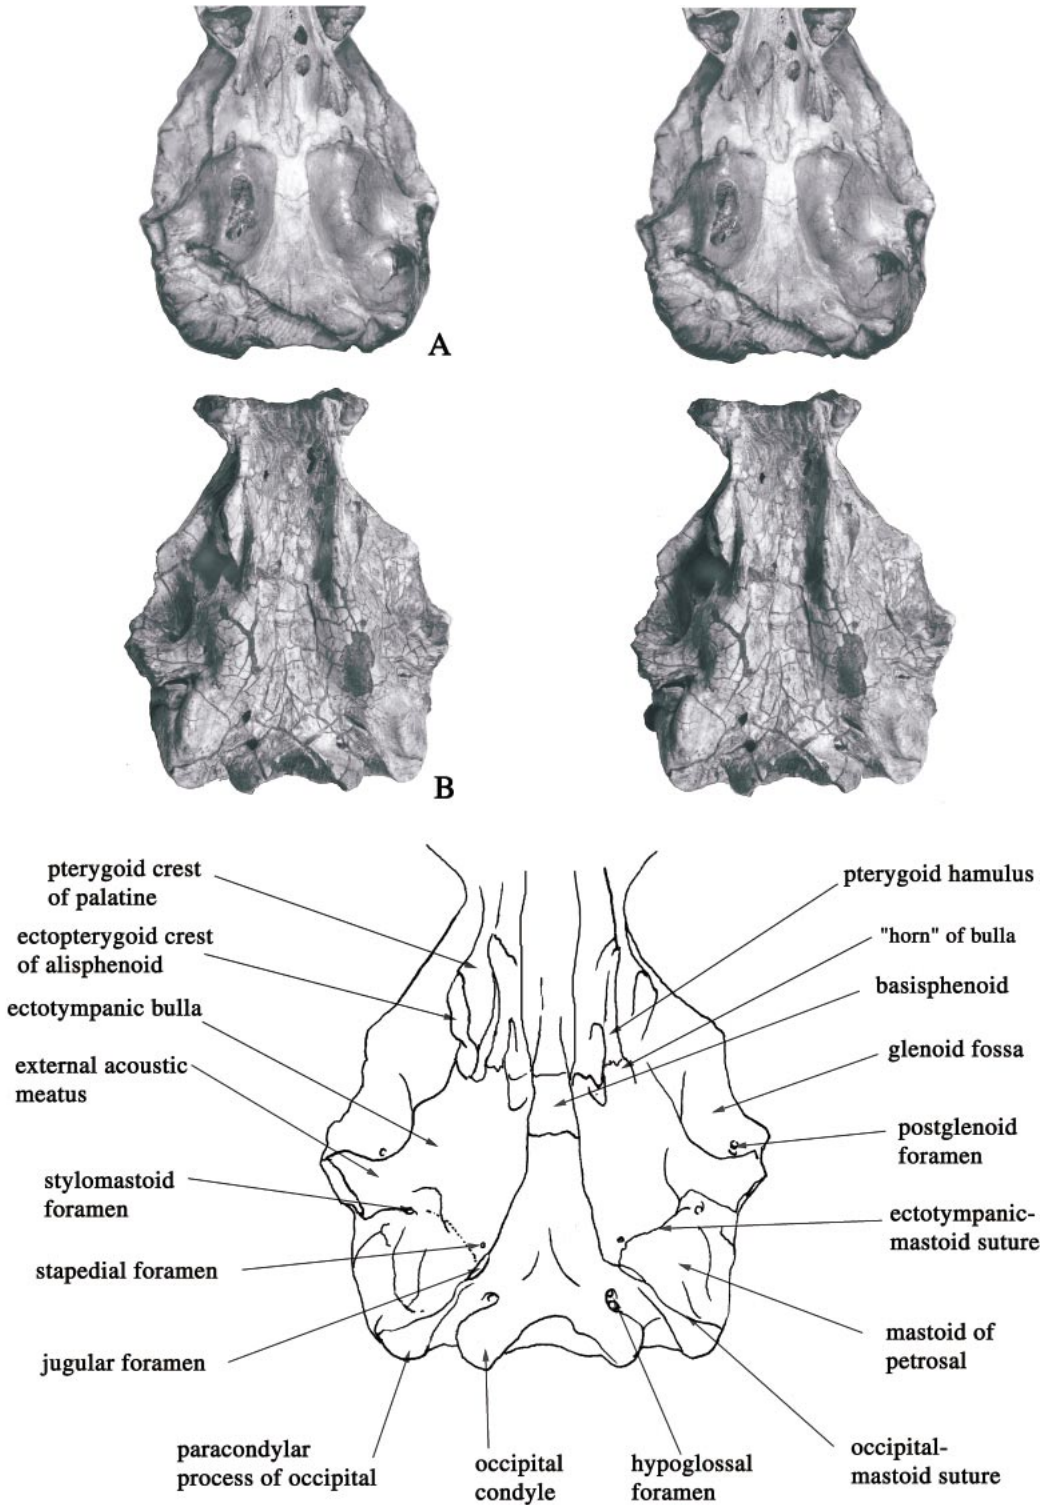 A
B
pterygoid crest
of palatine
ectopterygoid crest
of alisphenoid
ectotympanic bulla
external acoustic
meatus
stylomastoid
foramen
stapedial foramen
jugular foramen
paracondylar
process of occipital
occipital
condyle
hypoglossal
foramen
occipital-
mastoid suture
mastoid of
petrosal
ectotympanic-
mastoid suture
postglenoid
foramen
glenoid fossa
basisphenoid
"horn" of bulla
pterygoid hamulus